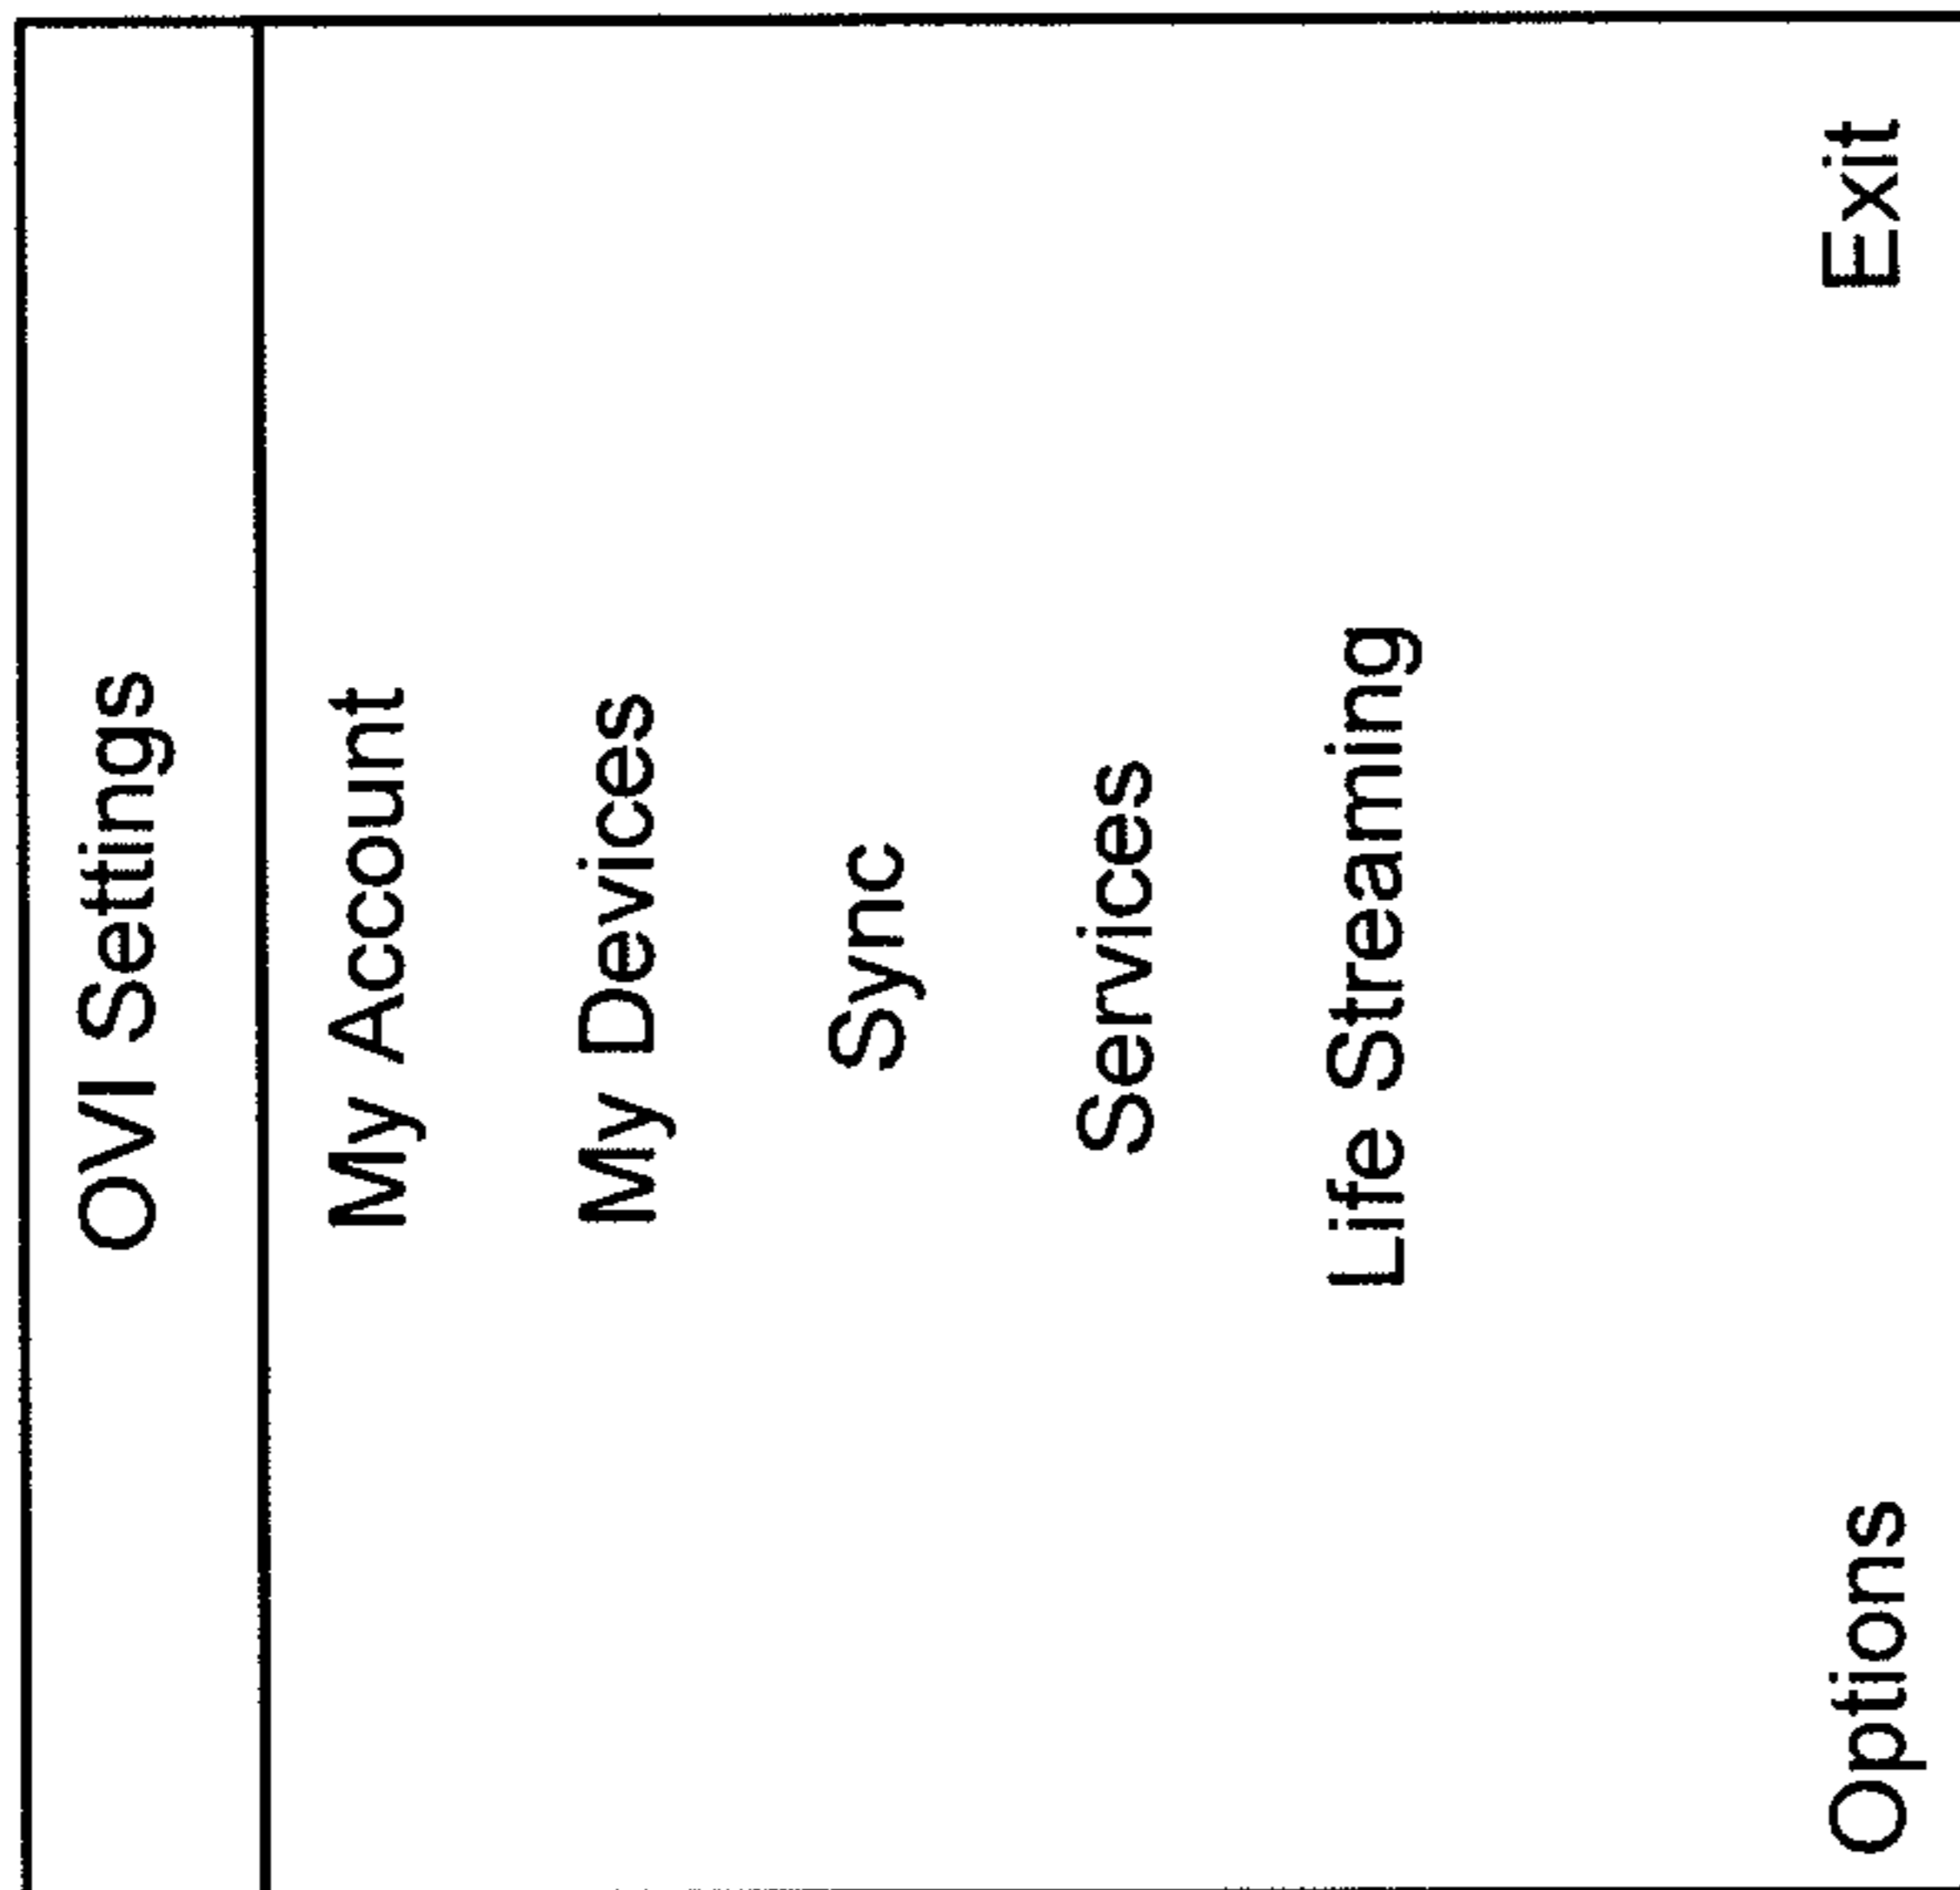 OVI Settings
My Account
My Devices
Sync
Services
Life Streaming
Options Exit